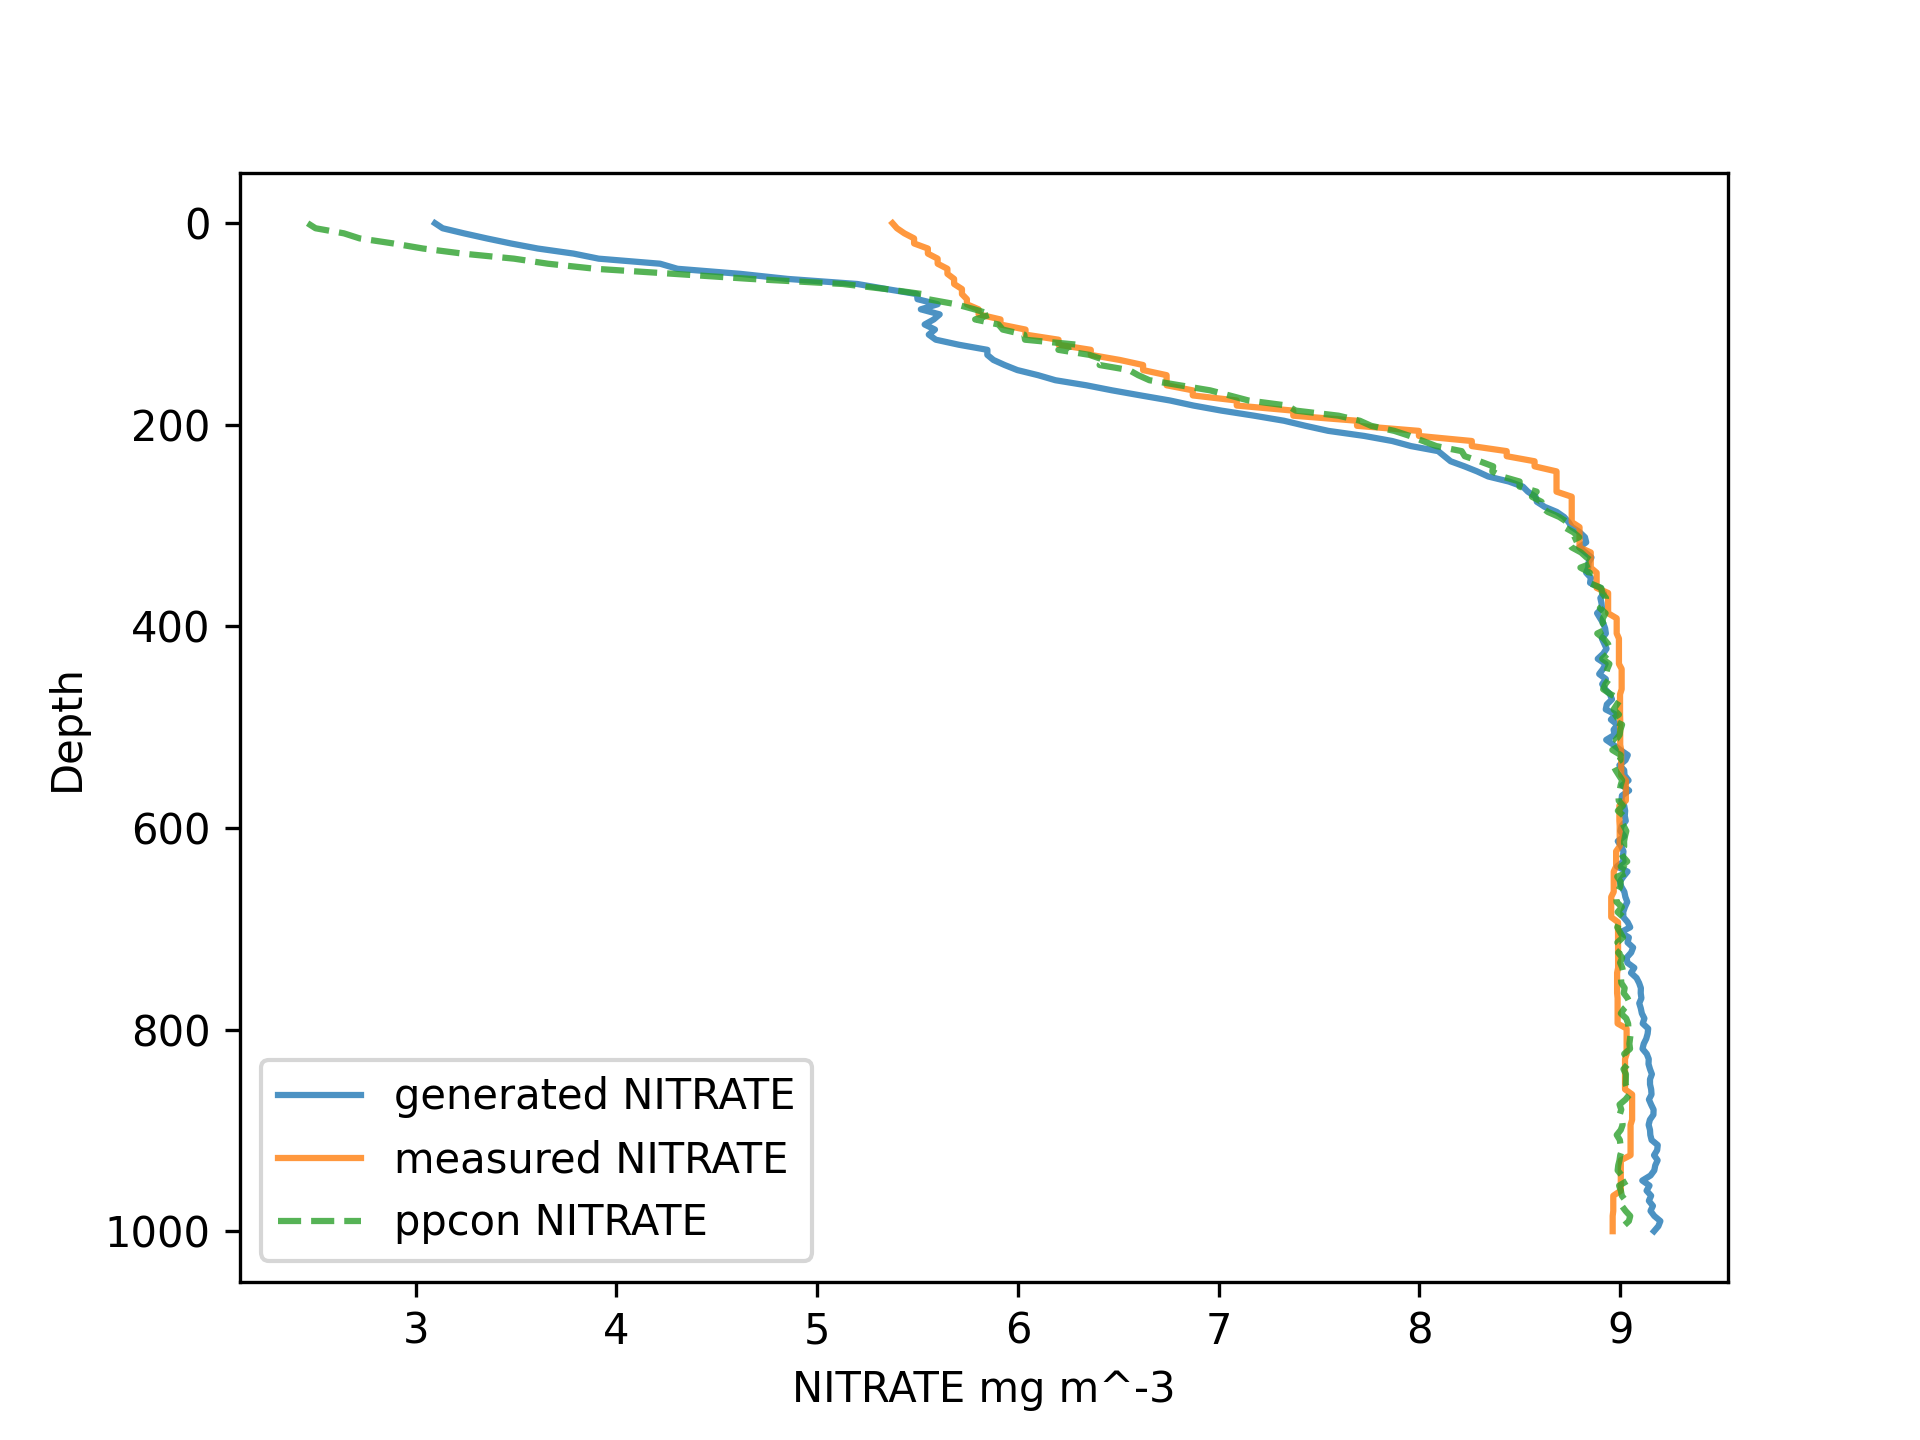 0
200
400
600
800
1000
Depth
generated NITRATE
measured NITRATE
ppcon NITRATE
3 4 5 6 7 8 9
NITRATE mg m^-3